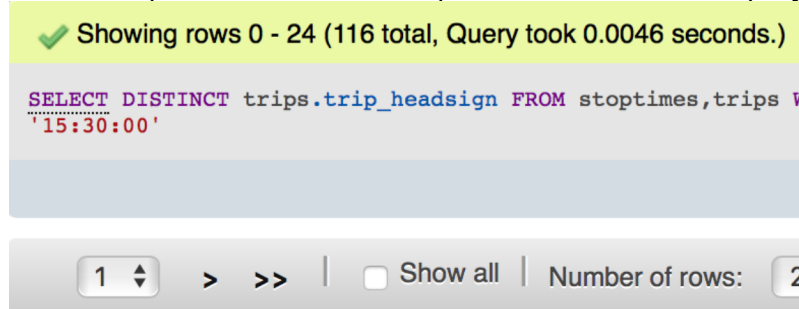 Showing rows 0 - 24 (116 total, Query took 0.0046 seconds.)
SELECT DISTINCT trips.trip_headsign FROM stoptimes,trips
'15:30:00'
1 > >> | Show all | Number of rows: 2